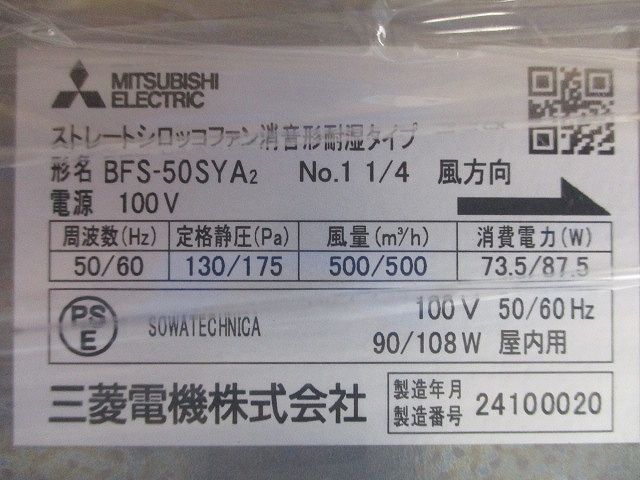 MITSUBISHI
ELECTRIC
ストレートシロッコファン消音形耐湿タイプ
形名 BFS-50SYA₂ No.1 1/4 風方向
電源 100V
周波数(Hz) 定格静圧(Pa) 風量(m³/h) 消費電力(W)
50/60 130/175 500/500 73.5/87.5
PS
E
SOWATECHNICA
100V 50/60Hz
90/108W 屋内用
三菱電機株式会社
製造年月
製造番号 24100020